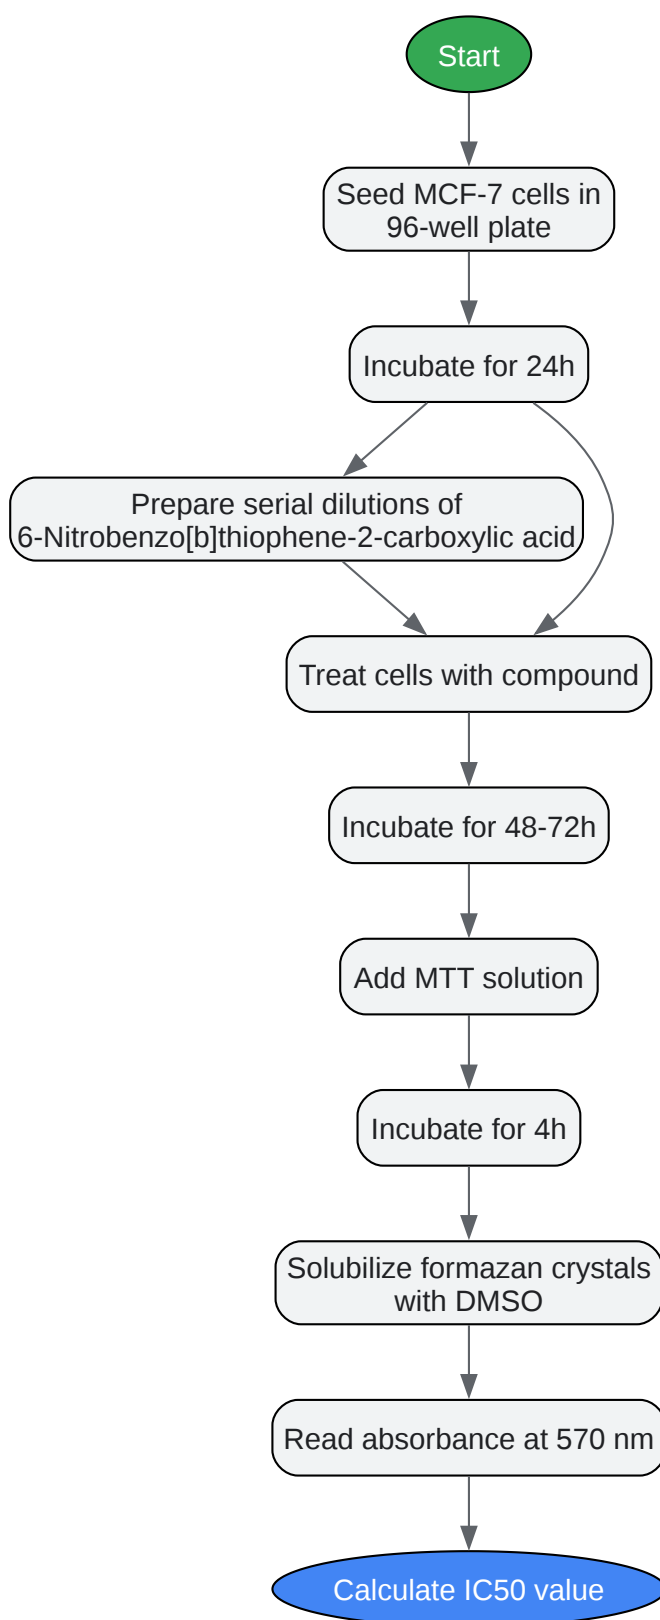 Start
Seed MCF-7 cells in
96-well plate
Incubate for 24h
Prepare serial dilutions of
6-Nitrobenzo[b]thiophene-2-carboxylic acid
Treat cells with compound
Incubate for 48-72h
Add MTT solution
Incubate for 4h
Solubilize formazan crystals
with DMSO
Read absorbance at 570 nm
Calculate IC50 value